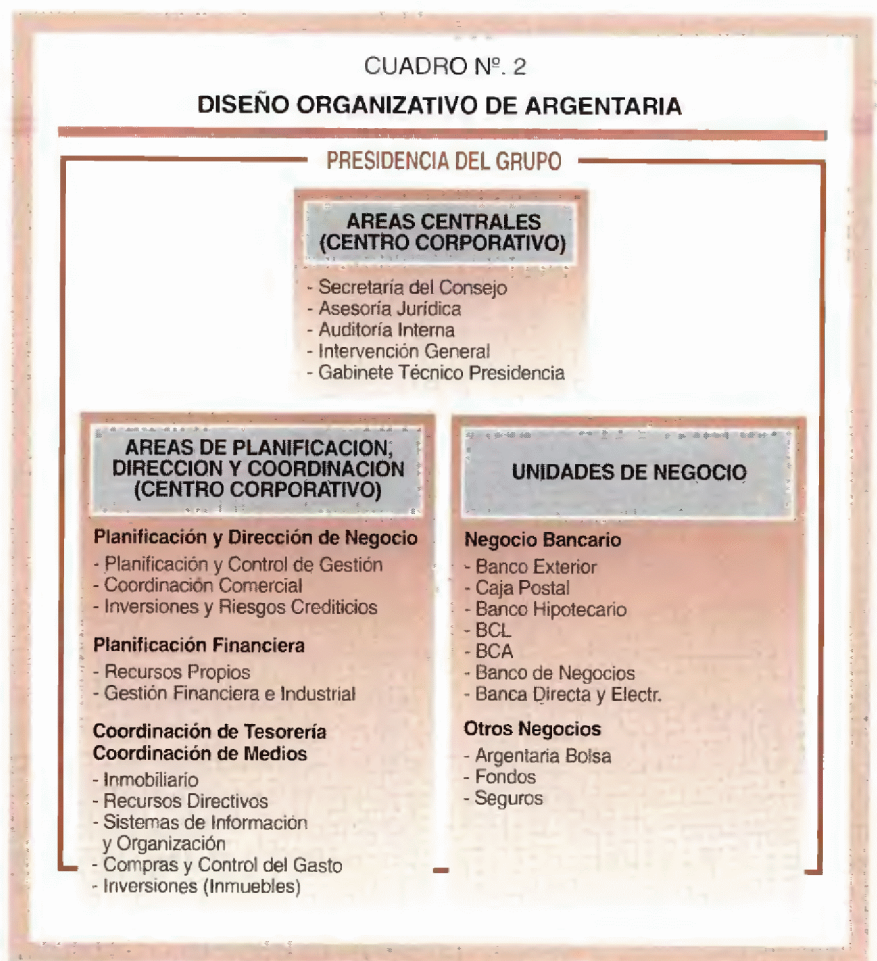 CUADRO Nº. 2
DISEÑO ORGANIZATIVO DE ARGENTARIA
PRESIDENCIA DEL GRUPO
AREAS CENTRALES
(CENTRO CORPORATIVO)
- Secretaría del Consejo
- Asesoría Jurídica
- Auditoría Interna
- Intervención General
- Gabinete Técnico Presidencia
AREAS DE PLANIFICACION,
DIRECCION Y COORDINACION
(CENTRO CORPORATIVO)
Planificación y Dirección de Negocio
- Planificación y Control de Gestión
- Coordinación Comercial
- Inversiones y Riesgos Crediticios
Planificación Financiera
- Recursos Propios
- Gestión Financiera e Industrial
Coordinación de Tesorería
Coordinación de Medios
- Inmobiliario
- Recursos Directivos
- Sistemas de Información
y Organización
- Compras y Control del Gasto
- Inversiones (Inmuebles)
UNIDADES DE NEGOCIO
Negocio Bancario
- Banco Exterior
- Caja Postal
- Banco Hipotecario
- BCL
- BCA
- Banco de Negocios
- Banca Directa y Electr.
Otros Negocios
- Argentaria Bolsa
- Fondos
- Seguros